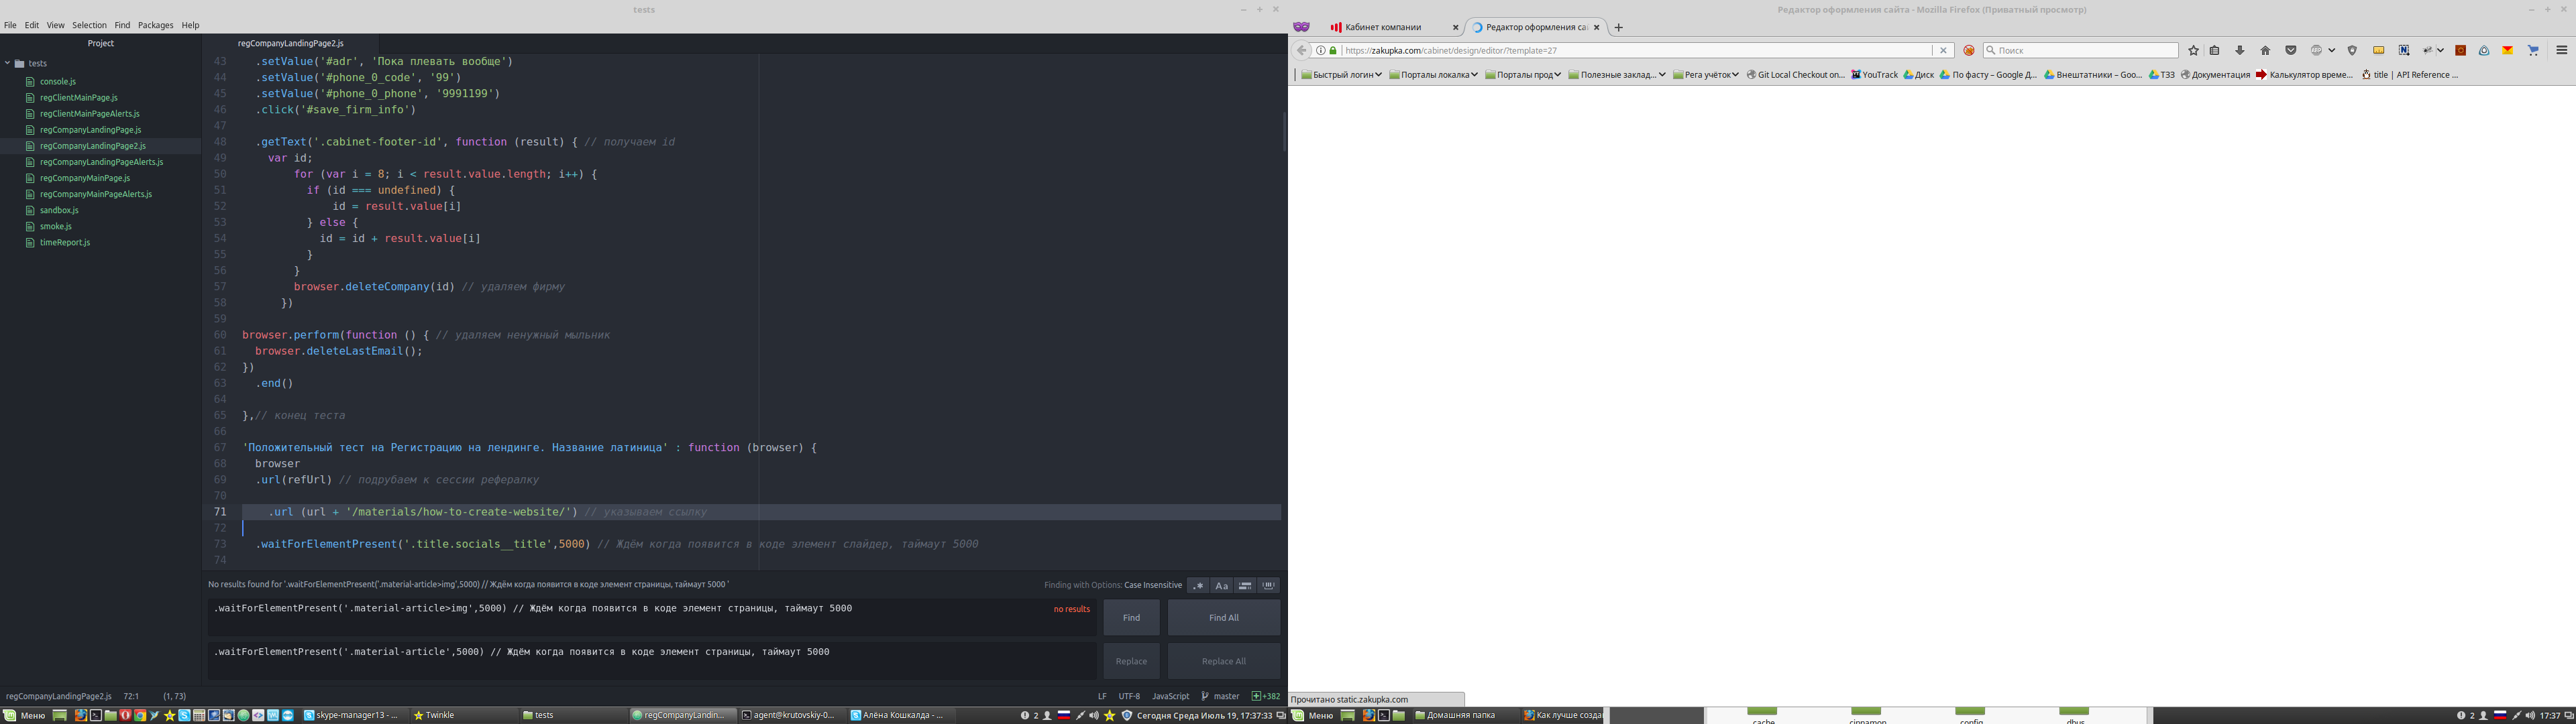 tests
File Edit View Selection Find Packages Help
Project
tests
console.js
regClientMainPage.js
regClientMainPageAlerts.js
regCompanyLandingPage.js
regCompanyLandingPage2.js
regCompanyLandingPageAlerts.js
regCompanyMainPage.js
regCompanyMainPageAlerts.js
sandbox.js
smoke.js
timeReport.js
regCompanyLandingPage2.js
43 .setValue('#adr', 'Пока плевать вообще')
44 .setValue('#phone_0_code', '99')
45 .setValue('#phone_0_phone', '9991199')
46 .click('#save_firm_info')
47
48 .getText('.cabinet-footer-id', function (result) { // получаем id
49 var id;
50 for (var i = 8; i < result.value.length; i++) {
51 if (id === undefined) {
52 id = result.value[i]
53 } else {
54 id = id + result.value[i]
55 }
56 }
57 browser.deleteCompany(id) // удаляем фирму
58 })
59
60 browser.perform(function () { // удаляем ненужный мыльник
61 browser.deleteLastEmail();
62 })
63 .end()
64
65 },// конец теста
66
67 'Положительный тест на Регистрацию на лендинге. Название латиница' : function (browser) {
68 browser
69 .url(refUrl) // подрубаем к сессии рефералку
70
71 .url (url + '/materials/how-to-create-website/') // указываем ссылку
72
73 .waitForElementPresent('.title.socials__title',5000) // Ждём когда появится в коде элемент слайдер, таймаут 5000
74
No results found for '.waitForElementPresent('.material-article>img',5000) // Ждём когда появится в коде элемент страницы, таймаут 5000 '
Finding with Options: Case Insensitive
.* Aa
.waitForElementPresent('.material-article>img',5000) // Ждём когда появится в коде элемент страницы, таймаут 5000
no results
Find
Find All
.waitForElementPresent('.material-article',5000) // Ждём когда появится в коде элемент страницы, таймаут 5000
Replace
Replace All
regCompanyLandingPage2.js 72:1 (1, 73)
LF UTF-8 JavaScript master +382
Меню
skype-manager13 - ...
Twinkle
tests
regCompanyLandin...
agent@krutovskiy-0...
Алёна Кошкалда - ...
2
Сегодня Среда Июль 19, 17:37:33
Редактор оформления сайта - Mozilla Firefox (Приватный просмотр)
Кабинет компании
Редактор оформления са
https://zakupka.com/cabinet/design/editor/?template=27
Поиск
Быстрый логин
Порталы локалка
Порталы прод
Полезные заклад...
Рега учёток
Git Local Checkout on...
YouTrack
Диск
По фасту – Google Д...
Внештатники – Goo...
ТЗЗ
Документация
Калькулятор време...
title | API Reference ...
Прочитано static.zakupka.com
Меню
Домашняя папка
Как лучше создат
cache
cinnamon
config
dbus
2
17:37